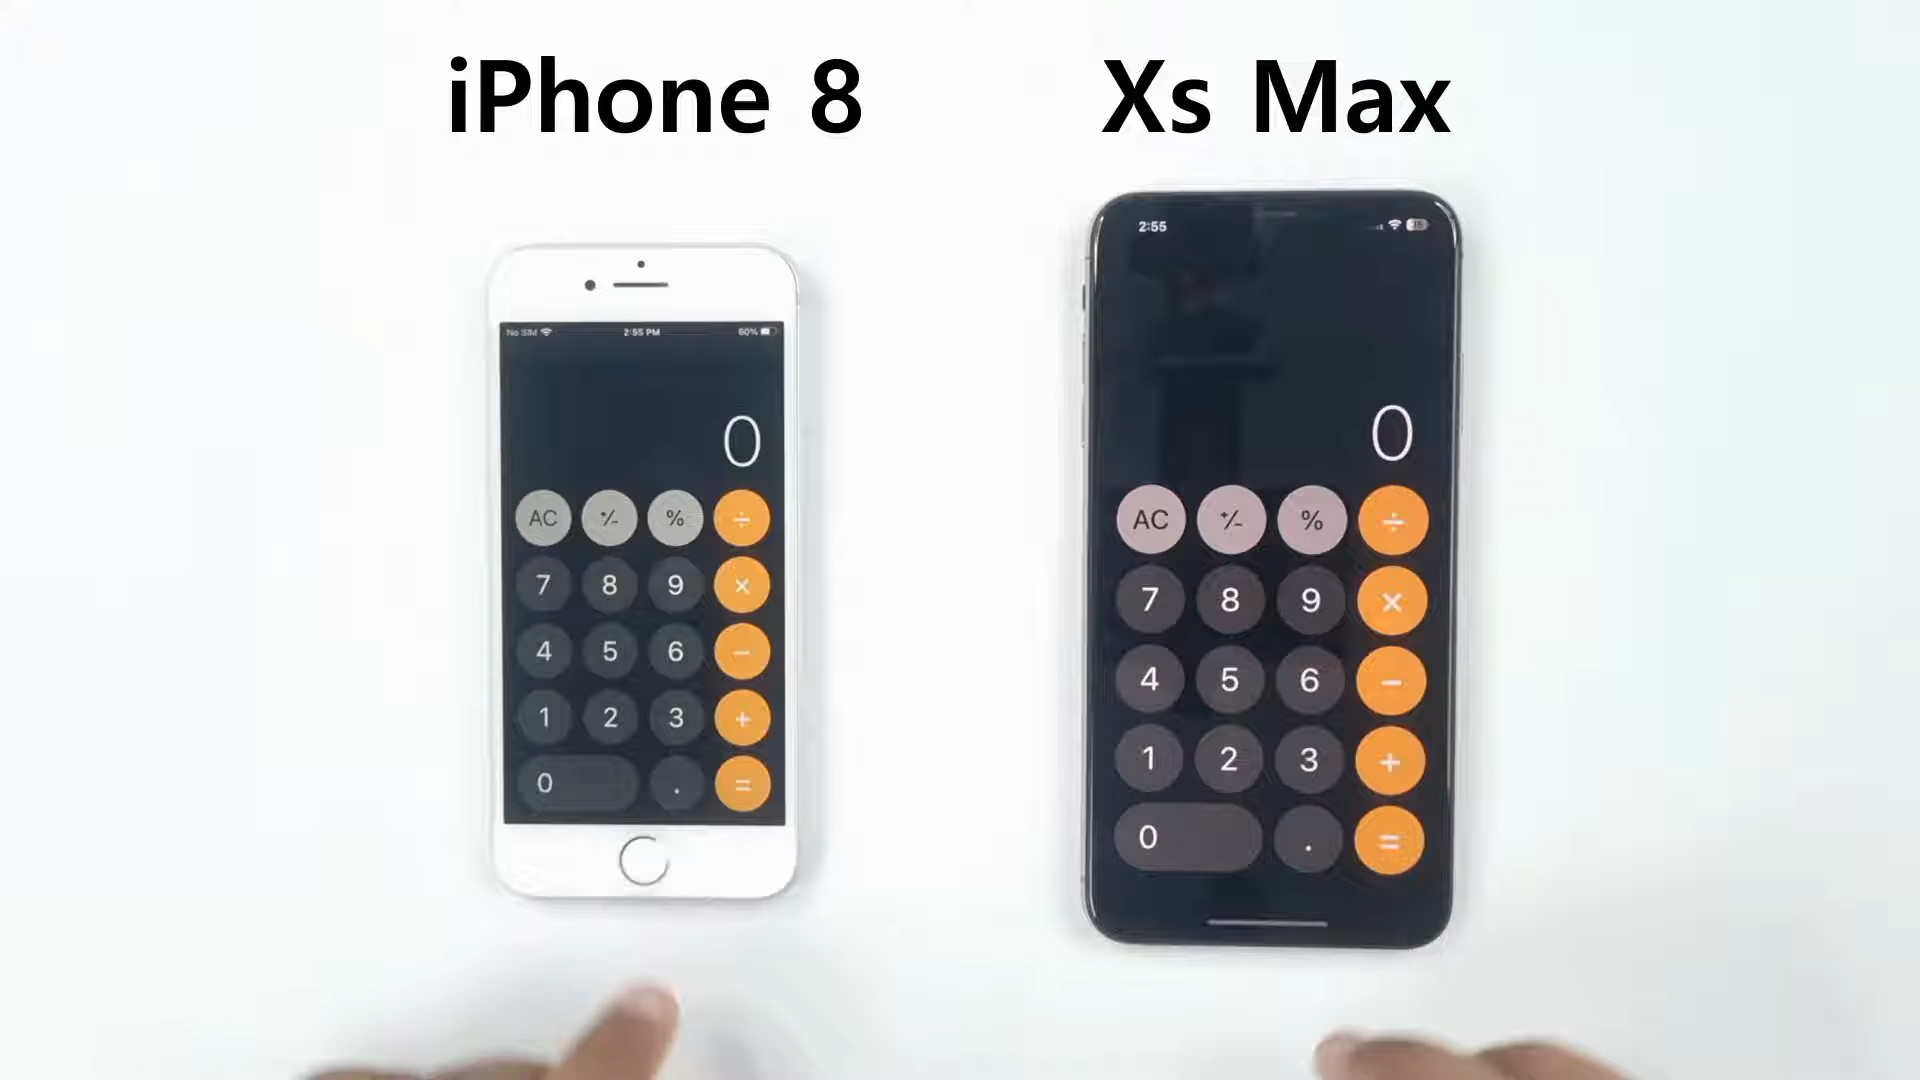 iPhone 8
Xs Max
No SIM 2:55 PM 60%
0
AC +/- % ÷
7 8 9 ×
4 5 6 −
1 2 3 +
0 . =
2:55
0
AC +/- % ÷
7 8 9 ×
4 5 6 −
1 2 3 +
0 . =